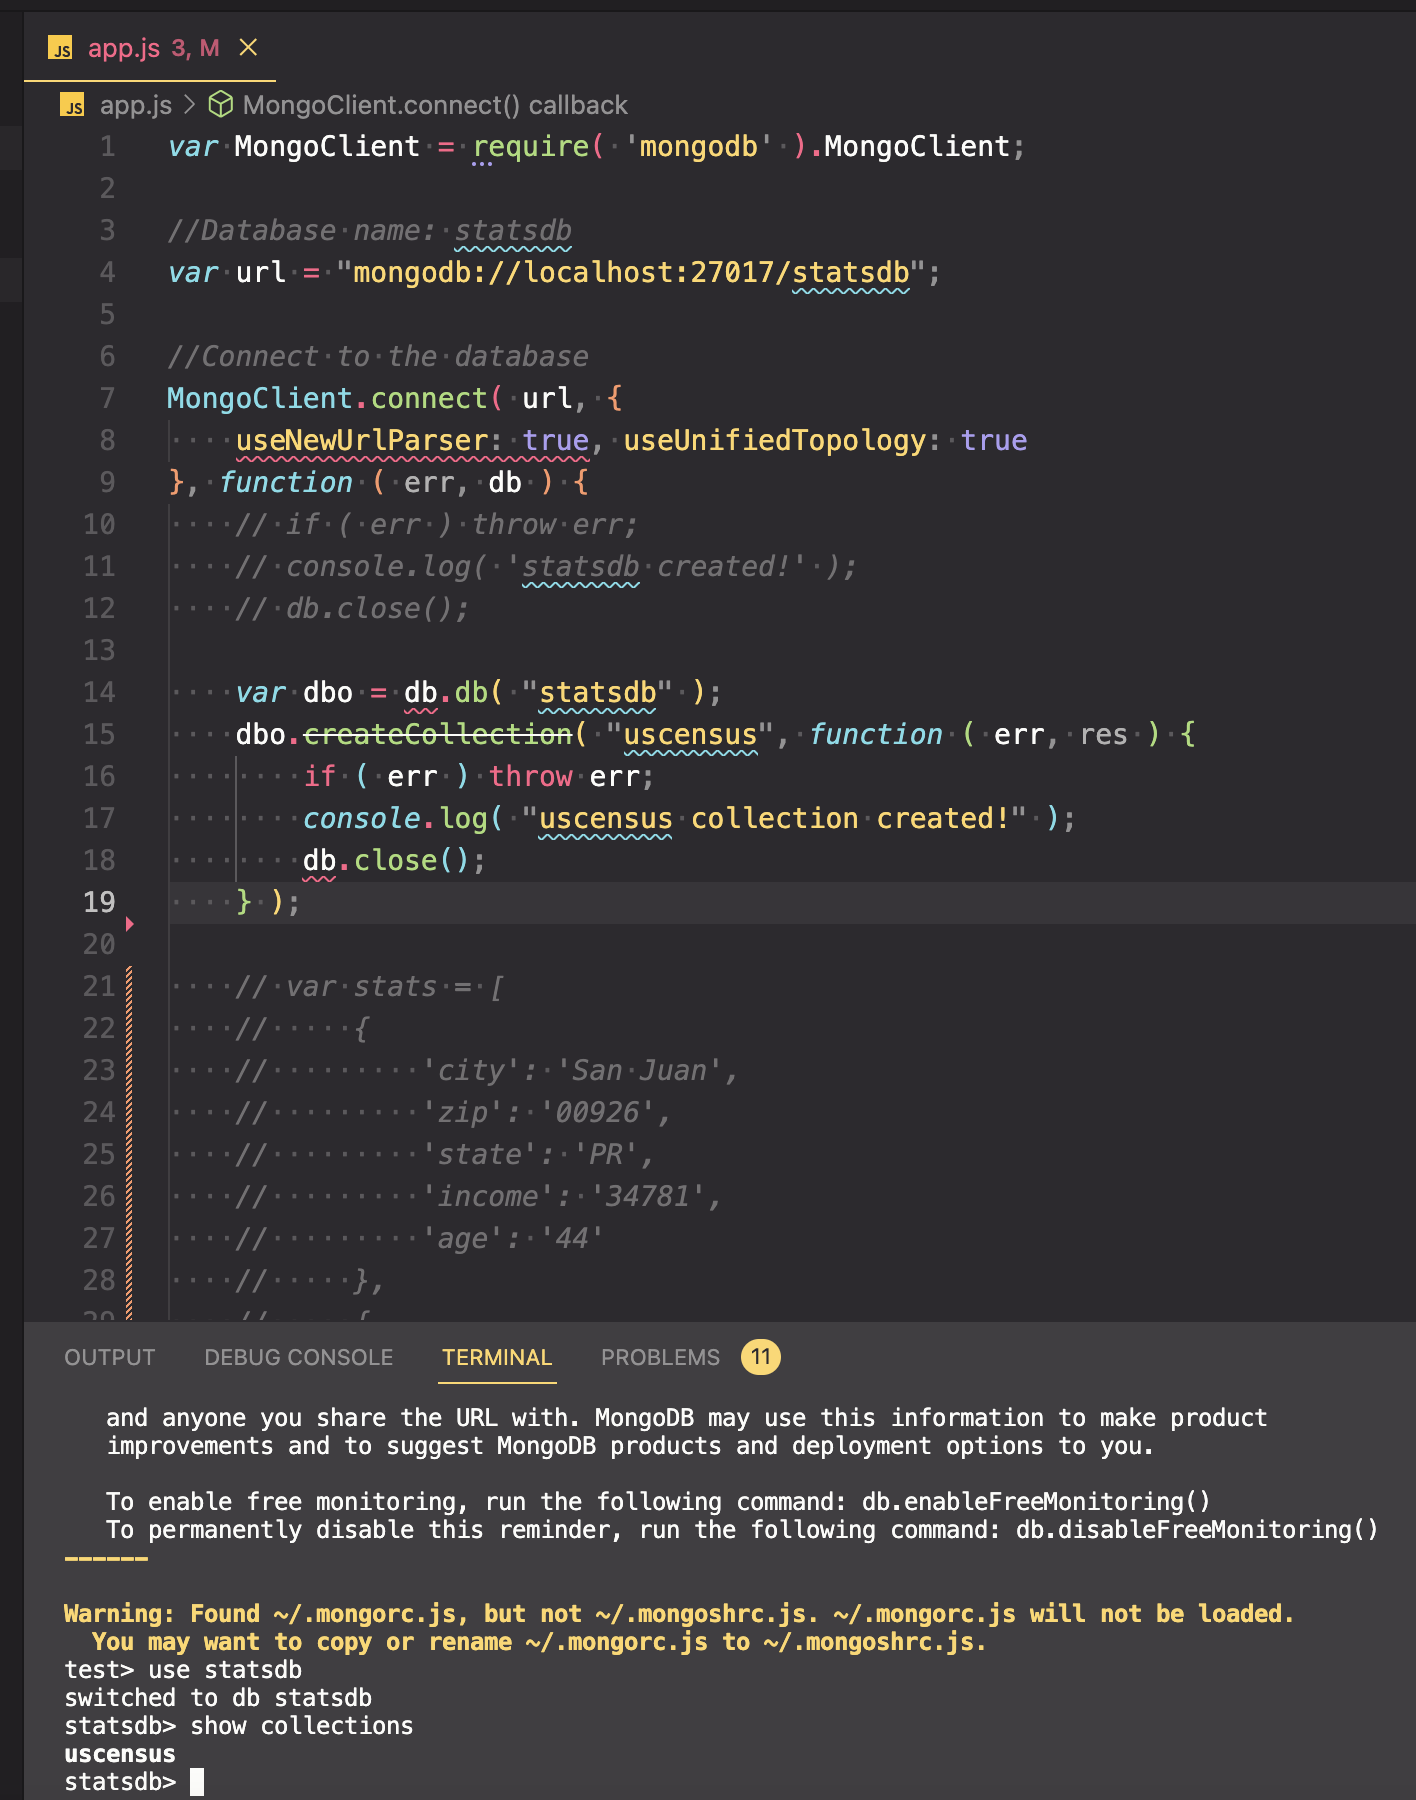 JS app.js 3, M ×
JS app.js > MongoClient.connect() callback
1 var MongoClient = require( 'mongodb' ).MongoClient;
2
3 //Database name: statsdb
4 var url = "mongodb://localhost:27017/statsdb";
5
6 //Connect to the database
7 MongoClient.connect( url, {
8 useNewUrlParser: true, useUnifiedTopology: true
9 }, function ( err, db ) {
10 // if ( err ) throw err;
11 // console.log( 'statsdb created!' );
12 // db.close();
13
14 var dbo = db.db( "statsdb" );
15 dbo.createCollection( "uscensus", function ( err, res ) {
16 if ( err ) throw err;
17 console.log( "uscensus collection created!" );
18 db.close();
19 } );
20
21 // var stats = [
22 // {
23 // 'city': 'San Juan',
24 // 'zip': '00926',
25 // 'state': 'PR',
26 // 'income': '34781',
27 // 'age': '44'
28 // },
29 // {
OUTPUT DEBUG CONSOLE TERMINAL PROBLEMS 11
and anyone you share the URL with. MongoDB may use this information to make product
improvements and to suggest MongoDB products and deployment options to you.
To enable free monitoring, run the following command: db.enableFreeMonitoring()
To permanently disable this reminder, run the following command: db.disableFreeMonitoring()
------
Warning: Found ~/.mongorc.js, but not ~/.mongoshrc.js. ~/.mongorc.js will not be loaded.
You may want to copy or rename ~/.mongorc.js to ~/.mongoshrc.js.
test> use statsdb
switched to db statsdb
statsdb> show collections
uscensus
statsdb>